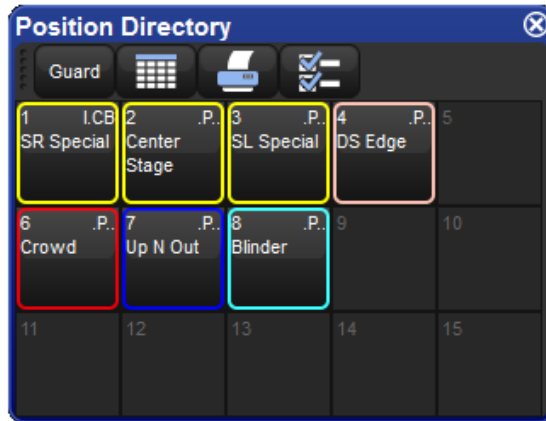 Position Directory
Guard
1 I.CB 2 .P.. 3 .P.. 4 .P.. 5
SR Special Center Stage SL Special DS Edge
6 .P.. 7 .P.. 8 .P.. 9 10
Crowd Up N Out Blinder
11 12 13 14 15